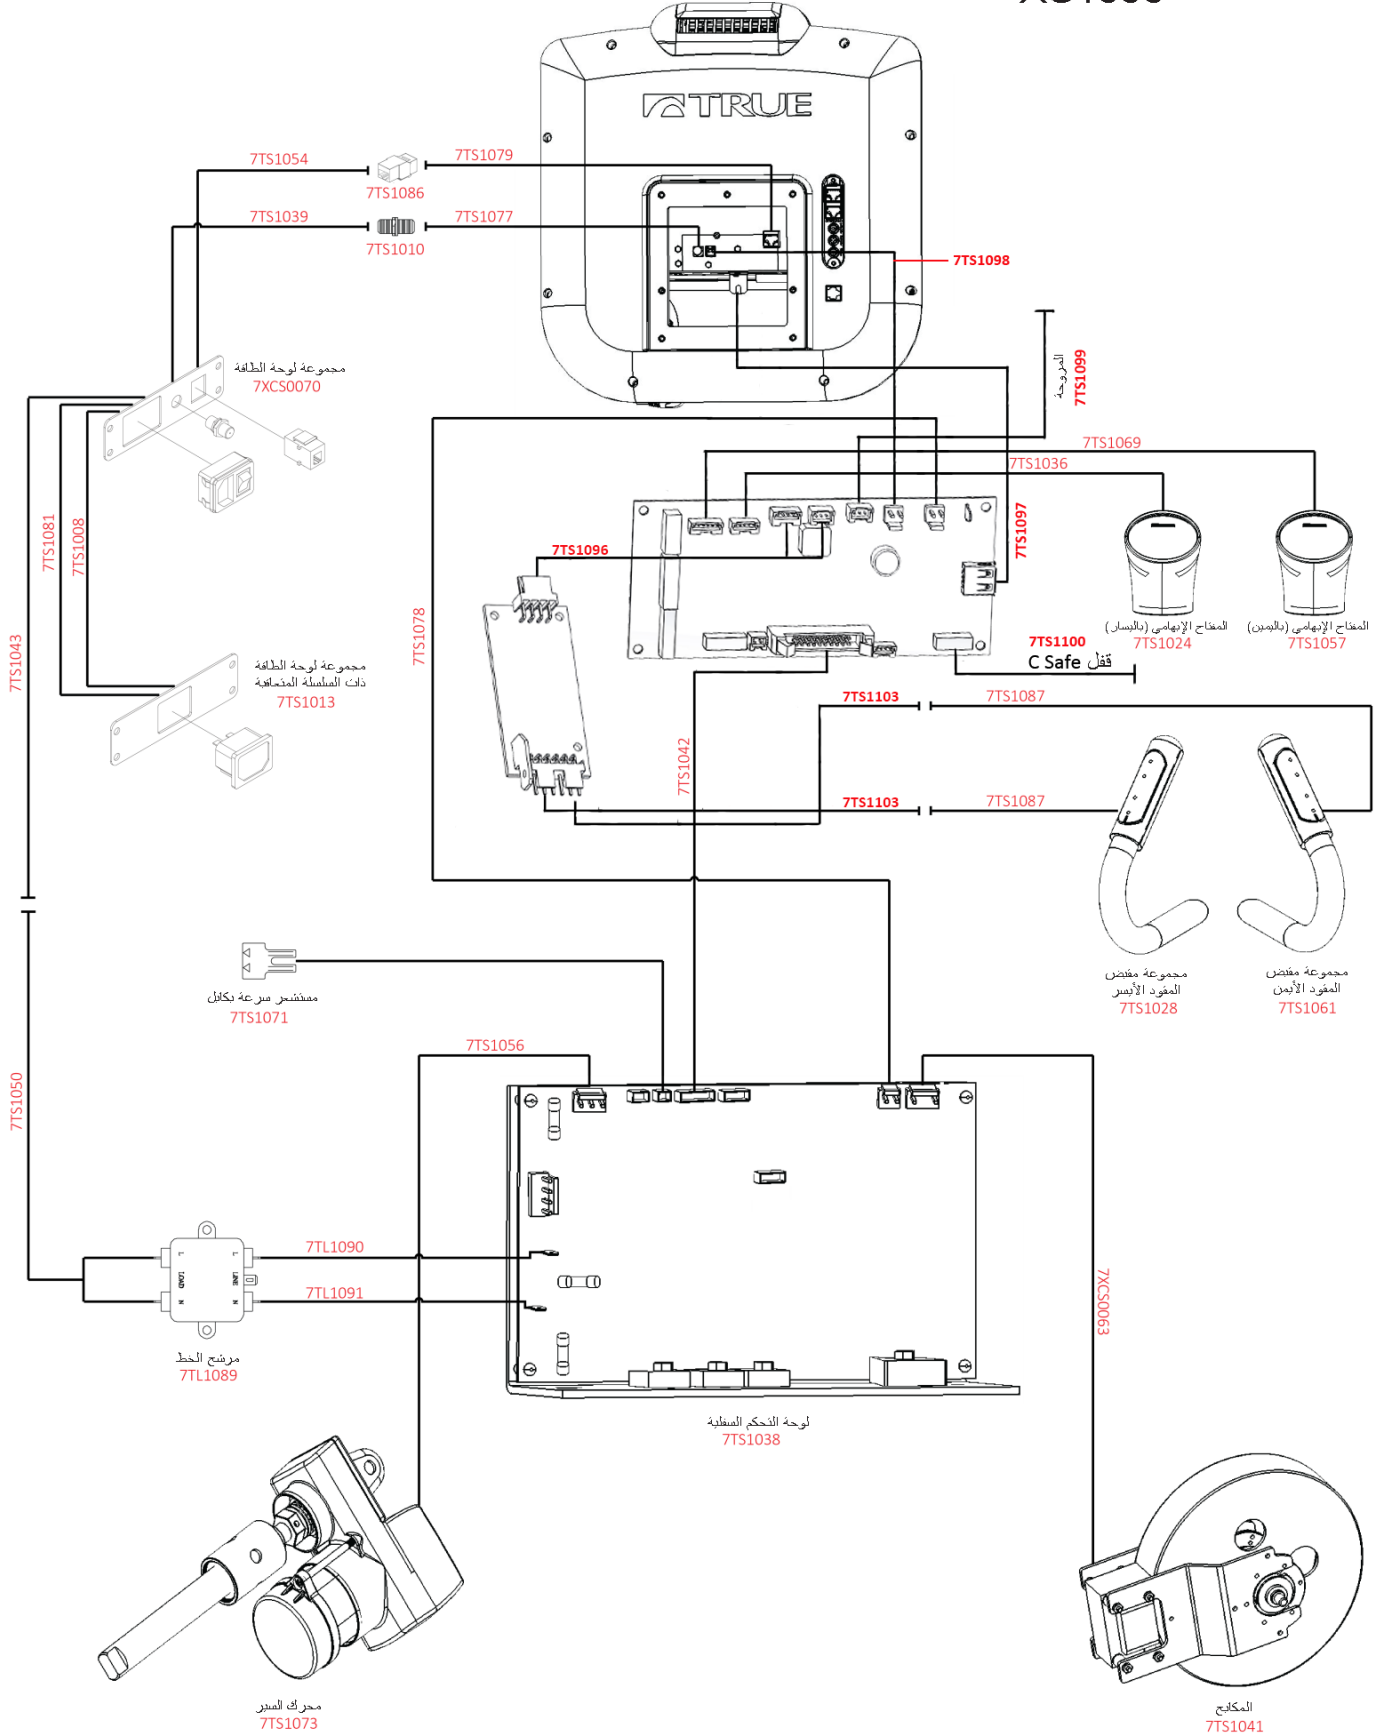 TRUE
7TS1054
7TS1079
7TS1086
7TS1039
7TS1077
7TS1010
7TS1098
مجموعة لوحة الطاقة
7XCS0070
المروحة
7TS1099
7TS1069
7TS1036
7TS1081
7TS1008
7TS1096
7TS1097
7TS1078
7TS1043
المفتاح الإبهامي (باليسار)
7TS1024
المفتاح الإبهامي (باليمين)
7TS1057
7TS1100
قفل C Safe
مجموعة لوحة الطاقة
ذات السلسلة المتعاقبة
7TS1013
7TS1103
7TS1087
7TS1042
7TS1103
7TS1087
مجموعة مقبض
المقود الأيسر
7TS1028
مجموعة مقبض
المقود الأيمن
7TS1061
مستشعر سرعة بكابل
7TS1071
7TS1056
7TS1050
7TL1090
7TL1091
L
L
LOAD
LINE
N
N
مرشح الخط
7TL1089
7XCS0063
لوحة التحكم السفلية
7TS1038
محرك السير
7TS1073
المكابح
7TS1041